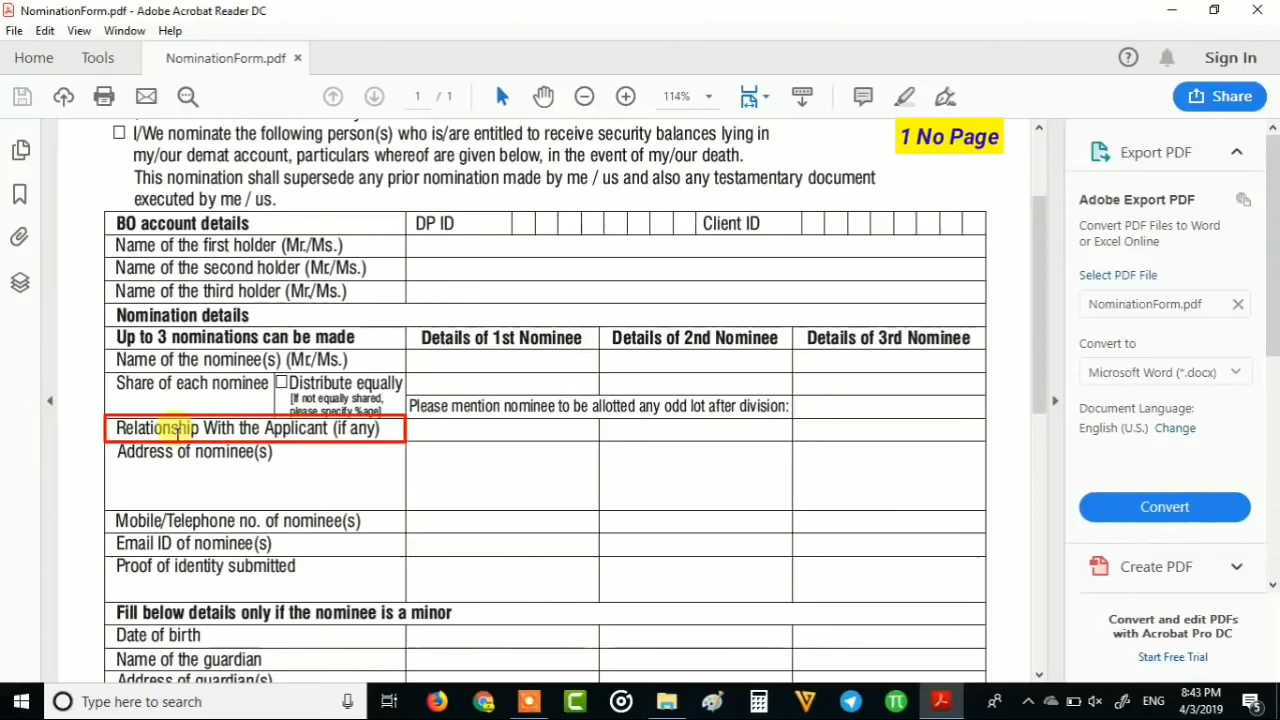 NominationForm.pdf - Adobe Acrobat Reader DC
File Edit View Window Help
Home Tools NominationForm.pdf Sign In
1 / 1 114% Share
I/We nominate the following person(s) who is/are entitled to receive security balances lying in
my/our demat account, particulars whereof are given below, in the event of my/our death.
This nomination shall supersede any prior nomination made by me / us and also any testamentary document
executed by me / us.
1 No Page
BO account details DP ID Client ID
Name of the first holder (Mr./Ms.)
Name of the second holder (Mr./Ms.)
Name of the third holder (Mr./Ms.)
Nomination details
Up to 3 nominations can be made Details of 1st Nominee Details of 2nd Nominee Details of 3rd Nominee
Name of the nominee(s) (Mr./Ms.)
Share of each nominee Distribute equally
[If not equally shared,
please specify %age]
Please mention nominee to be allotted any odd lot after division:
Relationship With the Applicant (if any)
Address of nominee(s)
Mobile/Telephone no. of nominee(s)
Email ID of nominee(s)
Proof of identity submitted
Fill below details only if the nominee is a minor
Date of birth
Name of the guardian
Address of guardian(s)
Export PDF
Adobe Export PDF
Convert PDF Files to Word
or Excel Online
Select PDF File
NominationForm.pdf
Convert to
Microsoft Word (*.docx)
Document Language:
English (U.S.) Change
Convert
Create PDF
Convert and edit PDFs
with Acrobat Pro DC
Start Free Trial
Type here to search
ENG
8:43 PM
4/3/2019
5